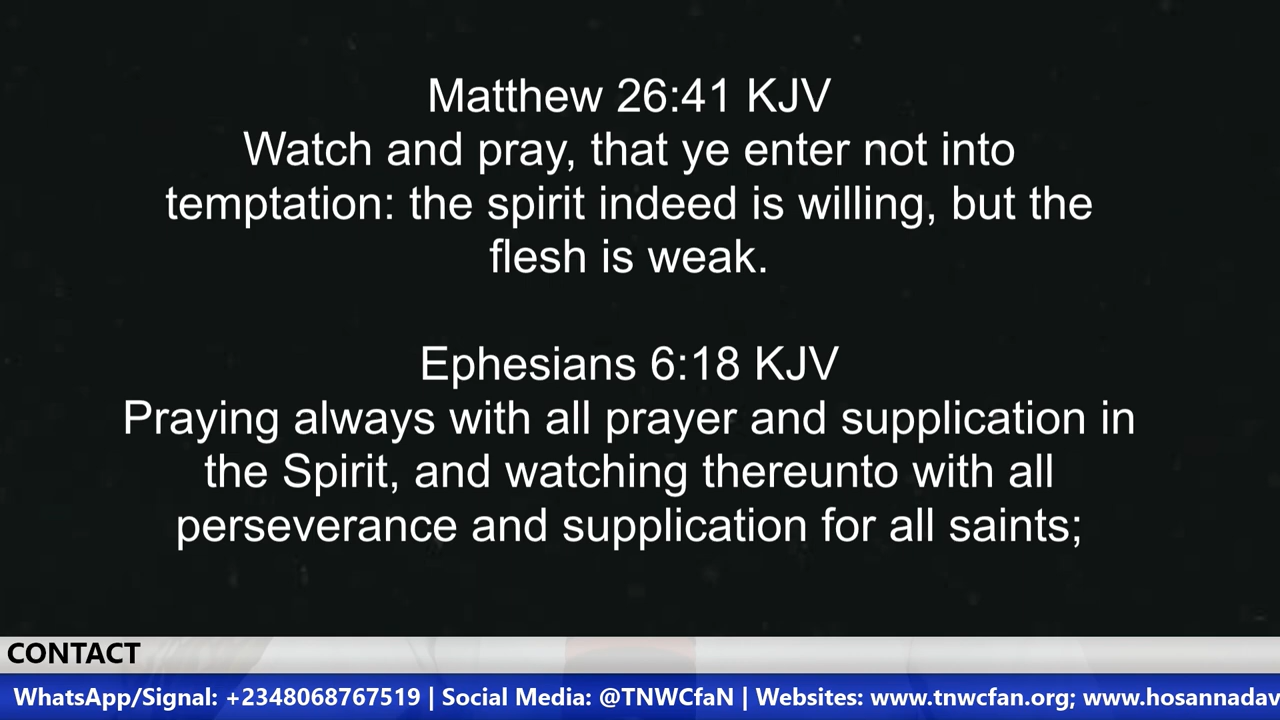 Matthew 26:41 KJV
Watch and pray, that ye enter not into
temptation: the spirit indeed is willing, but the
flesh is weak.
Ephesians 6:18 KJV
Praying always with all prayer and supplication in
the Spirit, and watching thereunto with all
perseverance and supplication for all saints;
CONTACT
WhatsApp/Signal: +2348068767519 | Social Media: @TNWCfaN | Websites: www.tnwcfan.org; www.hosannadav